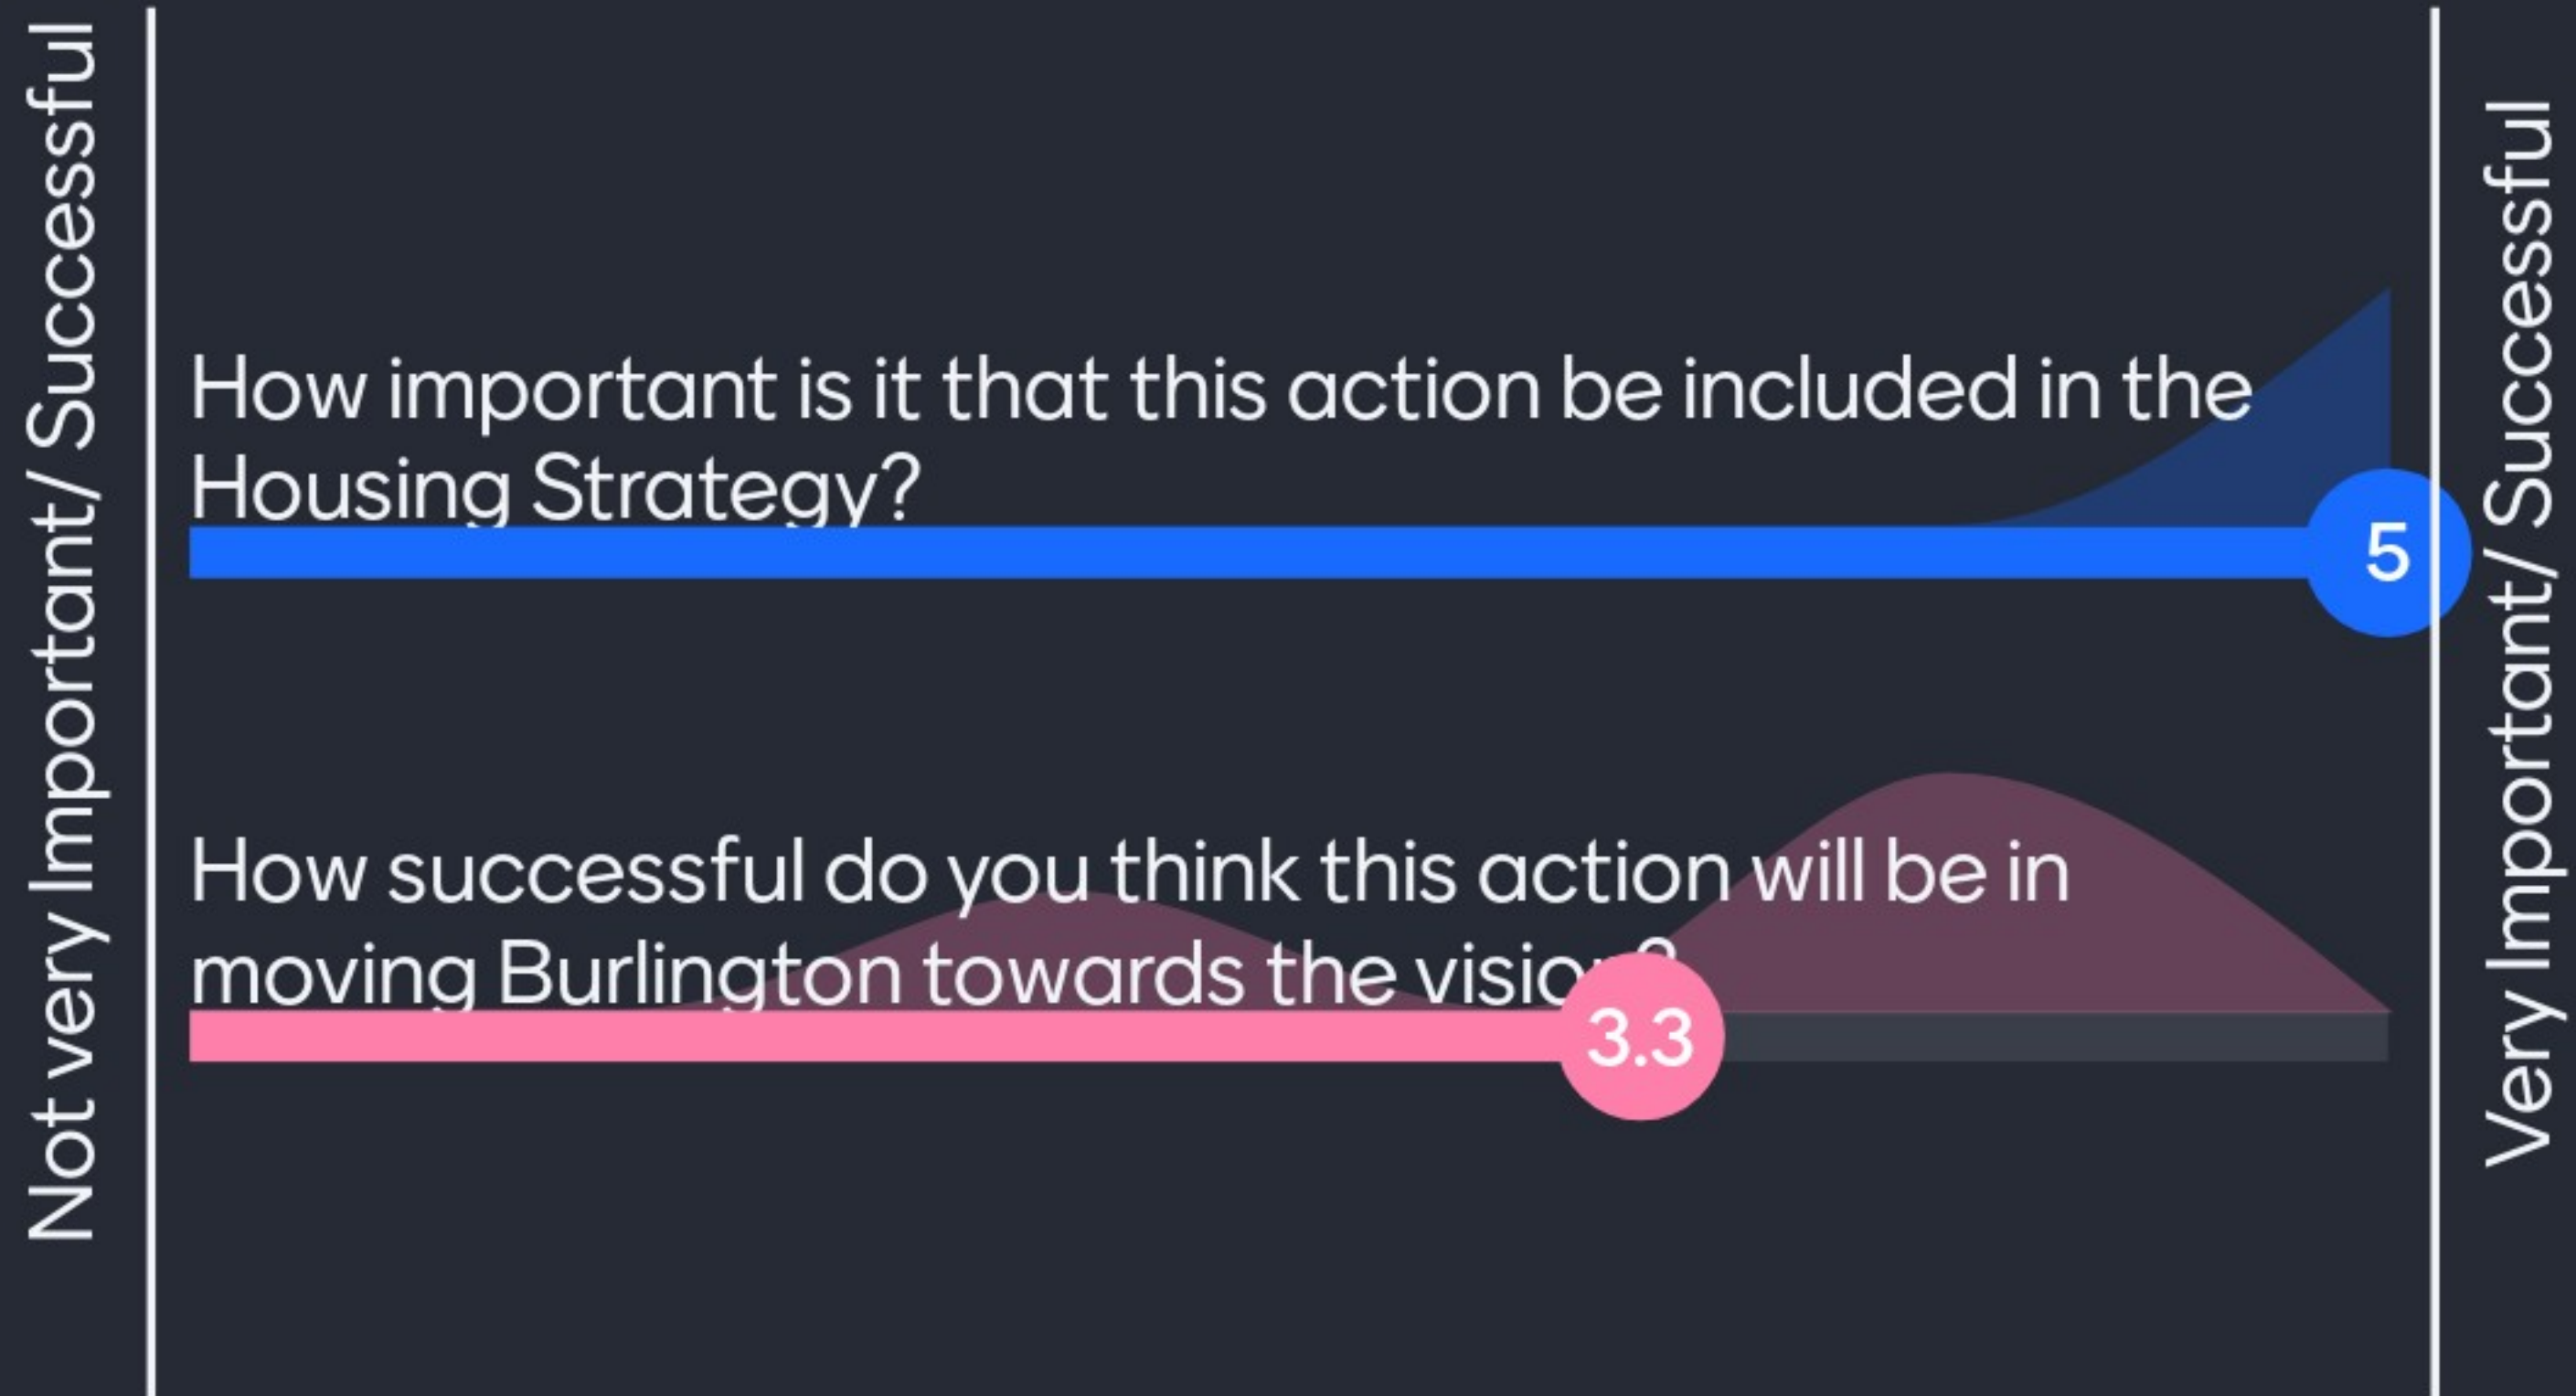 Not very Important/ Successful
How important is it that this action be included in the
Housing Strategy?
5
How successful do you think this action will be in
moving Burlington towards the vision?
3.3
Very Important/ Successful